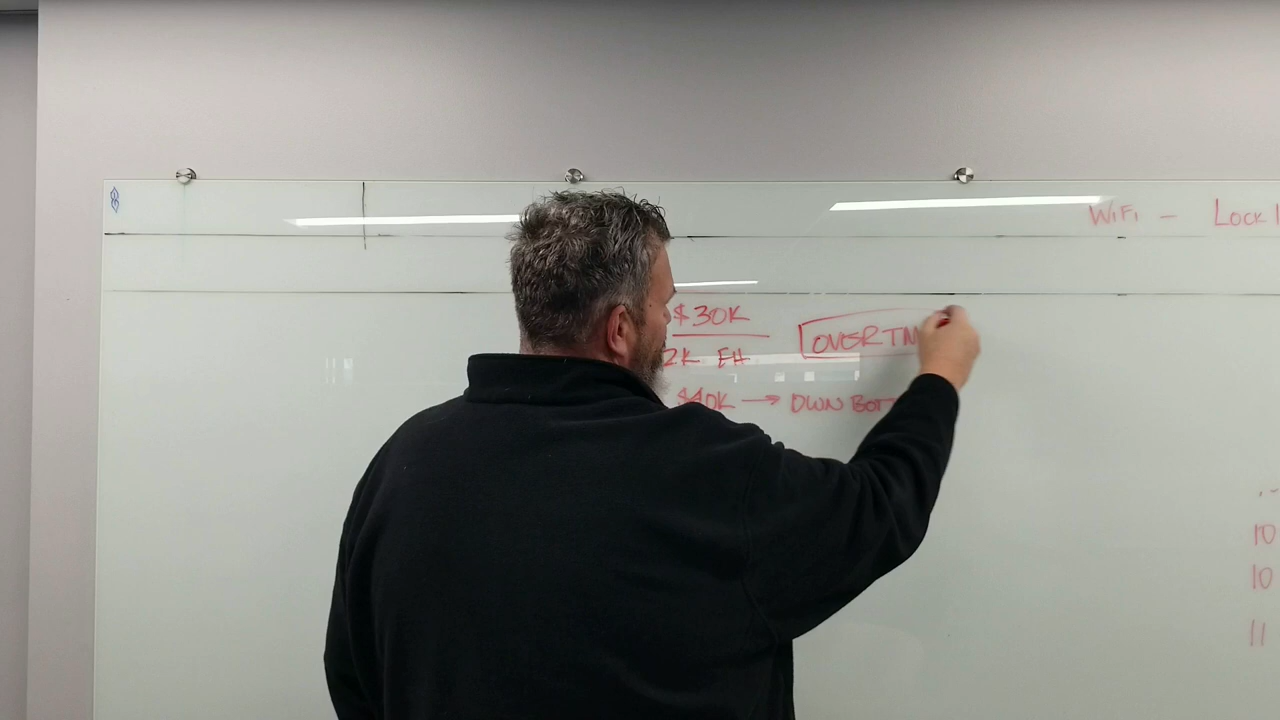 WiFi - Lock
$30K
OVERTM
2K EH
$40K → OWN BOT
10
10
11